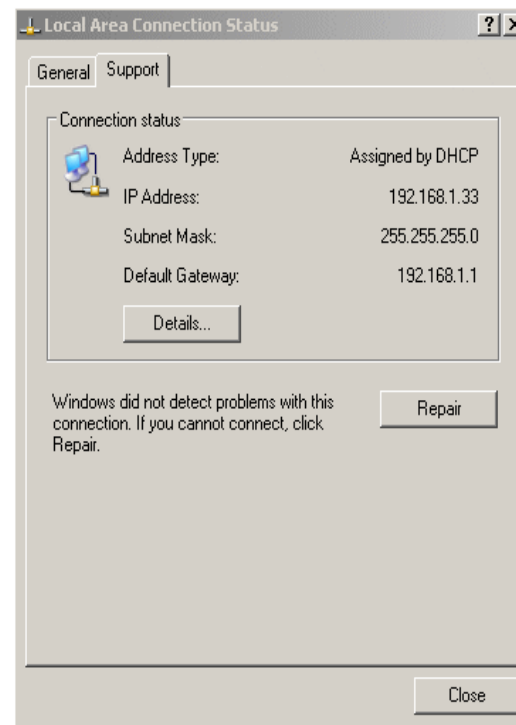 Local Area Connection Status
General Support
Connection status
Address Type: Assigned by DHCP
IP Address: 192.168.1.33
Subnet Mask: 255.255.255.0
Default Gateway: 192.168.1.1
Details...
Windows did not detect problems with this
connection. If you cannot connect, click
Repair.
Repair
Close